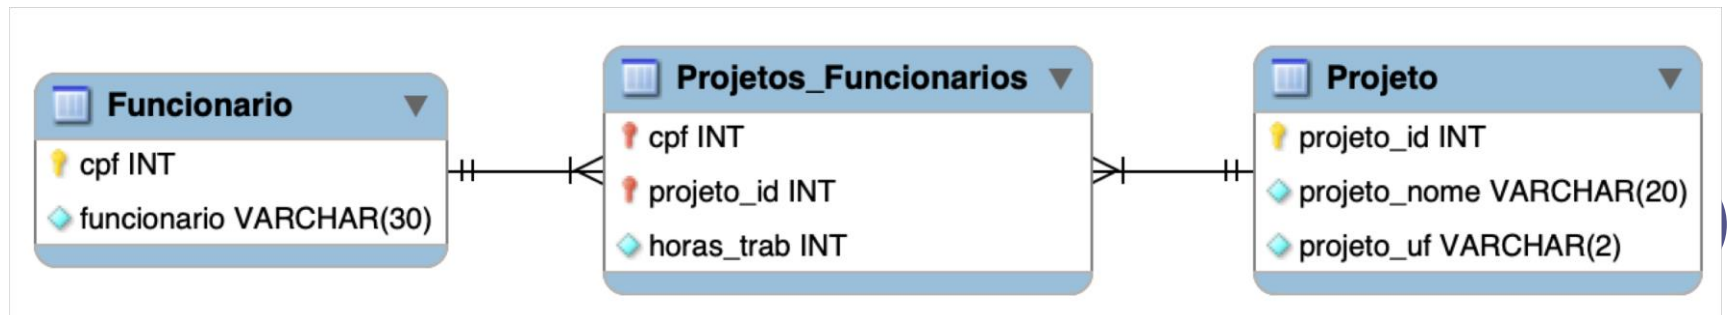 Funcionario
cpf INT
funcionario VARCHAR(30)
Projetos_Funcionarios
cpf INT
projeto_id INT
horas_trab INT
Projeto
projeto_id INT
projeto_nome VARCHAR(20)
projeto_uf VARCHAR(2)